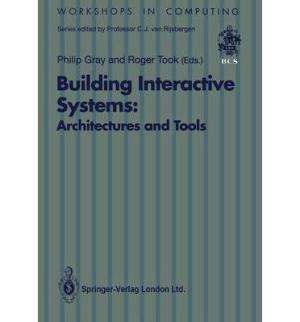 WORKSHOPS IN COMPUTING
Series edited by Professor C.J. van Rijsbergen
BCS
Philip Gray and Roger Took (Eds.)
Building Interactive
Systems:
Architectures and Tools
Springer-Verlag London Ltd.